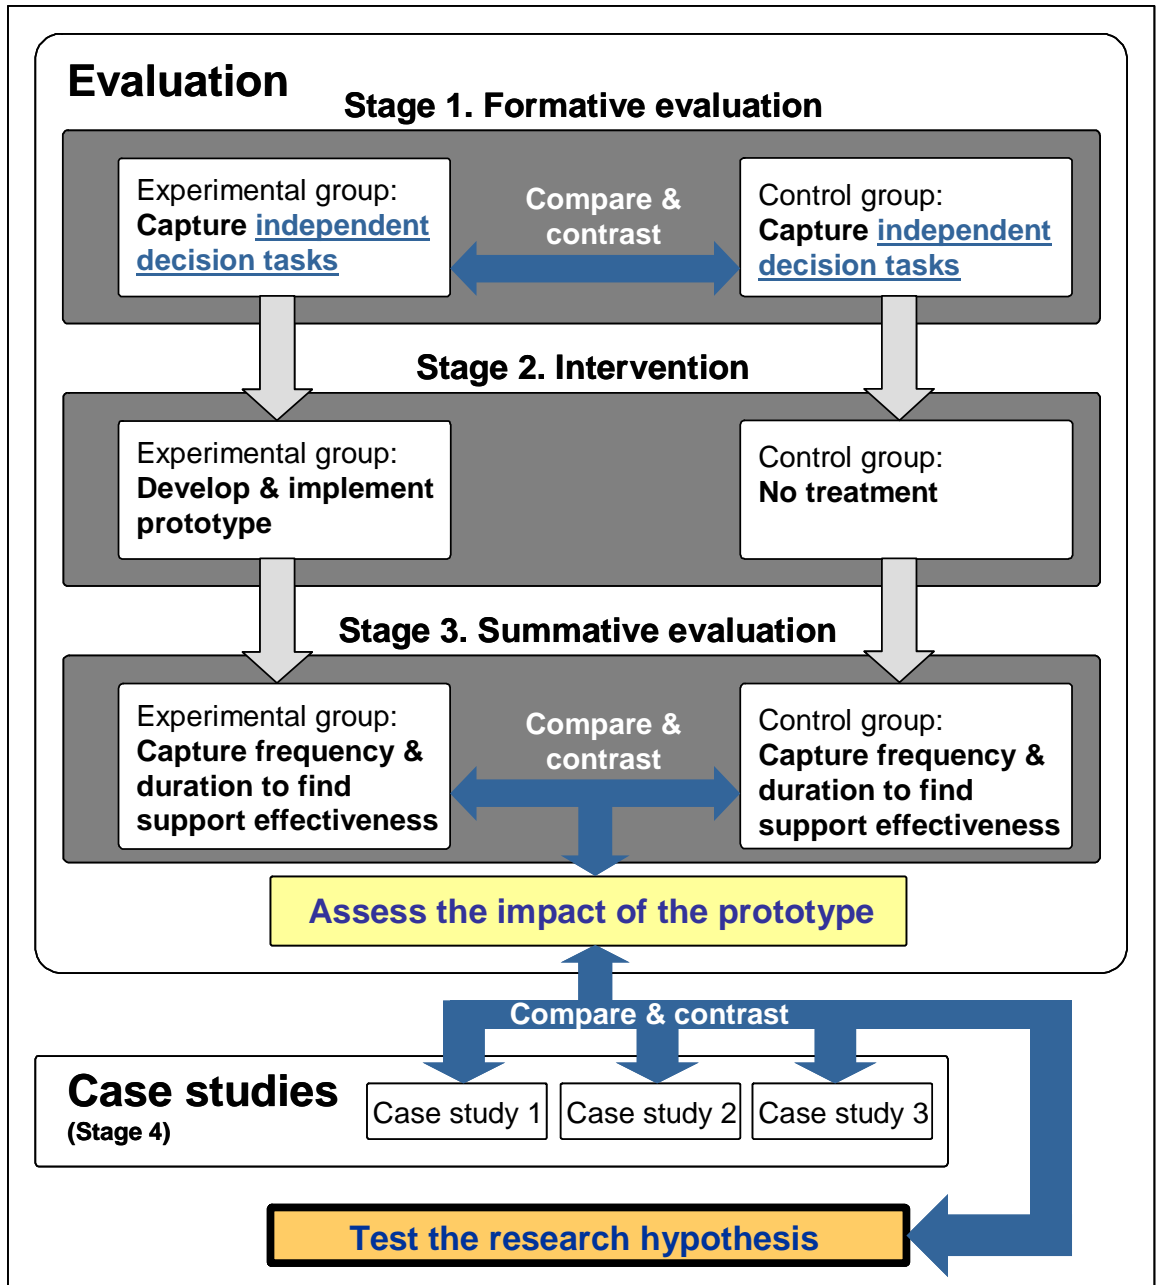 Evaluation
Stage 1. Formative evaluation
Experimental group:
Capture independent
decision tasks
Compare &
contrast
Control group:
Capture independent
decision tasks
Stage 2. Intervention
Experimental group:
Develop & implement
prototype
Control group:
No treatment
Stage 3. Summative evaluation
Experimental group:
Capture frequency &
duration to find
support effectiveness
Compare &
contrast
Control group:
Capture frequency &
duration to find
support effectiveness
Assess the impact of the prototype
Compare & contrast
Case studies
(Stage 4)
Case study 1
Case study 2
Case study 3
Test the research hypothesis